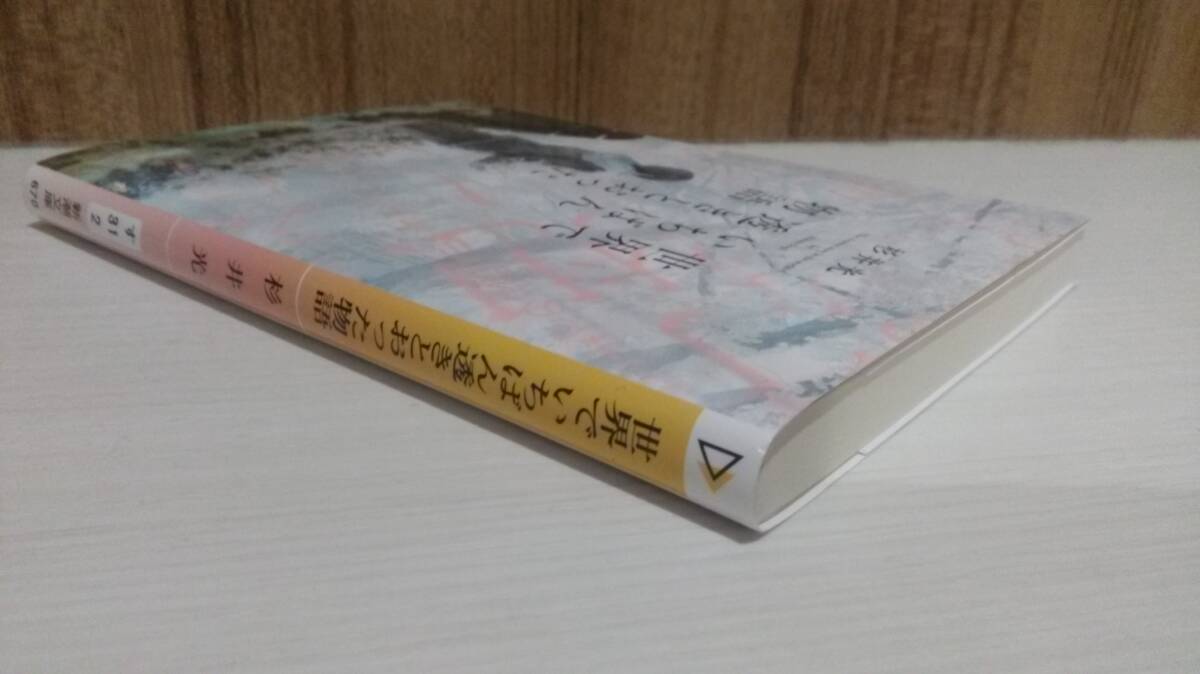 世界で
いちばん
透きとおった
物語
杉井光
世界でいちばん透きとおった物語
杉井光
す 31 2
新潮文庫